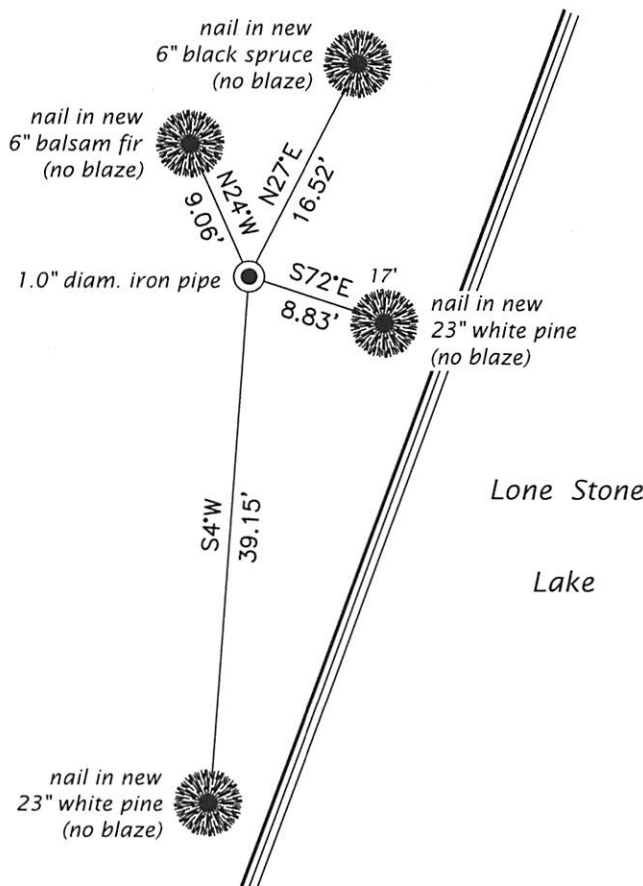 nail in new
6" black spruce
(no blaze)
nail in new
6" balsam fir
(no blaze)
N27°E
16.52'
N24°W
9.06'
1.0" diam. iron pipe
S72°E
8.83'
17'
nail in new
23" white pine
(no blaze)
S4°W
39.15'
Lone Stone
Lake
nail in new
23" white pine
(no blaze)